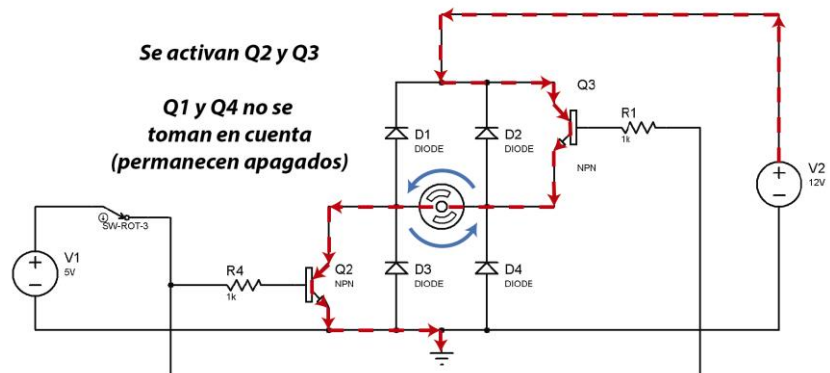 Se activan Q2 y Q3
Q1 y Q4 no se
toman en cuenta
(permanecen apagados)
Q3
NPN
R1
1k
D1
DIODE
D2
DIODE
V2
12V
SW-ROT-3
V1
5V
R4
1k
Q2
NPN
D3
DIODE
D4
DIODE